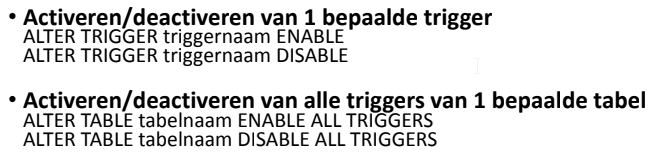 • Activeren/deactiveren van 1 bepaalde trigger
ALTER TRIGGER triggernaam ENABLE
ALTER TRIGGER triggernaam DISABLE
• Activeren/deactiveren van alle triggers van 1 bepaalde tabel
ALTER TABLE tabelnaam ENABLE ALL TRIGGERS
ALTER TABLE tabelnaam DISABLE ALL TRIGGERS